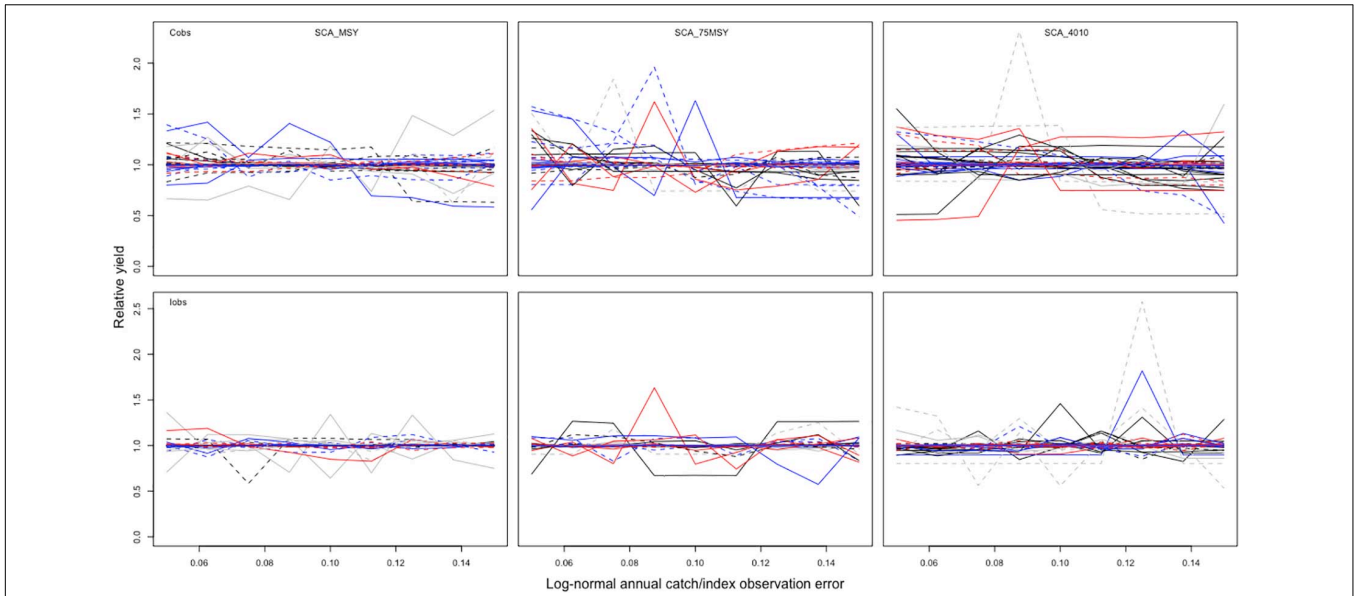 Cobs SCA_MSY SCA_75MSY SCA_4010
2.0
1.5
1.0
0.5
0.0
Relative yield
Iobs
2.5
2.0
1.5
1.0
0.5
0.0
0.06 0.08 0.10 0.12 0.14 0.06 0.08 0.10 0.12 0.14 0.06 0.08 0.10 0.12 0.14
Log-normal annual catch/index observation error